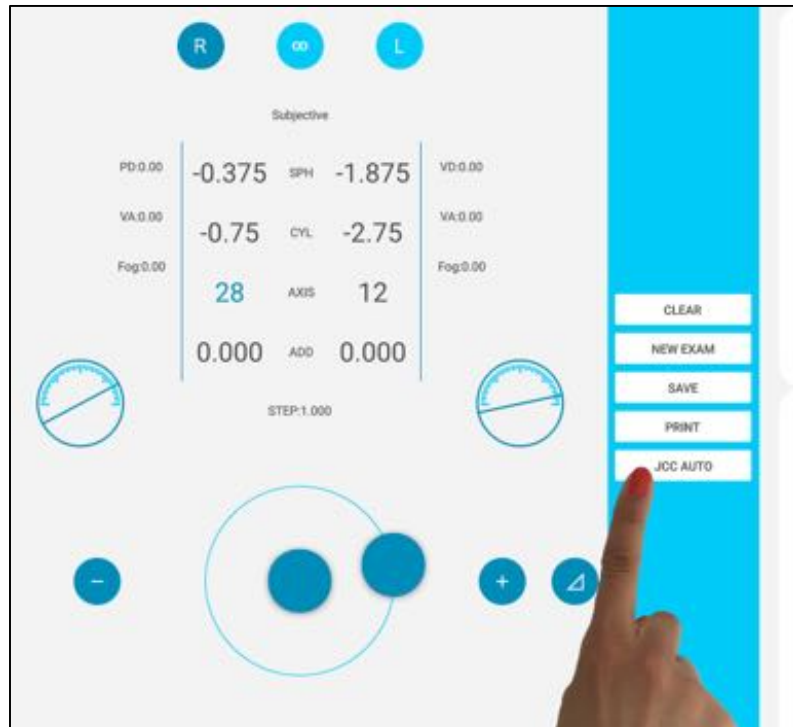 R ∞ L
Subjective
PD:0.00 -0.375 SPH -1.875 VD:0.00
VA:0.00 -0.75 CYL -2.75 VA:0.00
Fog:0.00 28 AXIS 12 Fog:0.00
0.000 ADD 0.000
STEP:1.000
- +
CLEAR
NEW EXAM
SAVE
PRINT
JCC AUTO